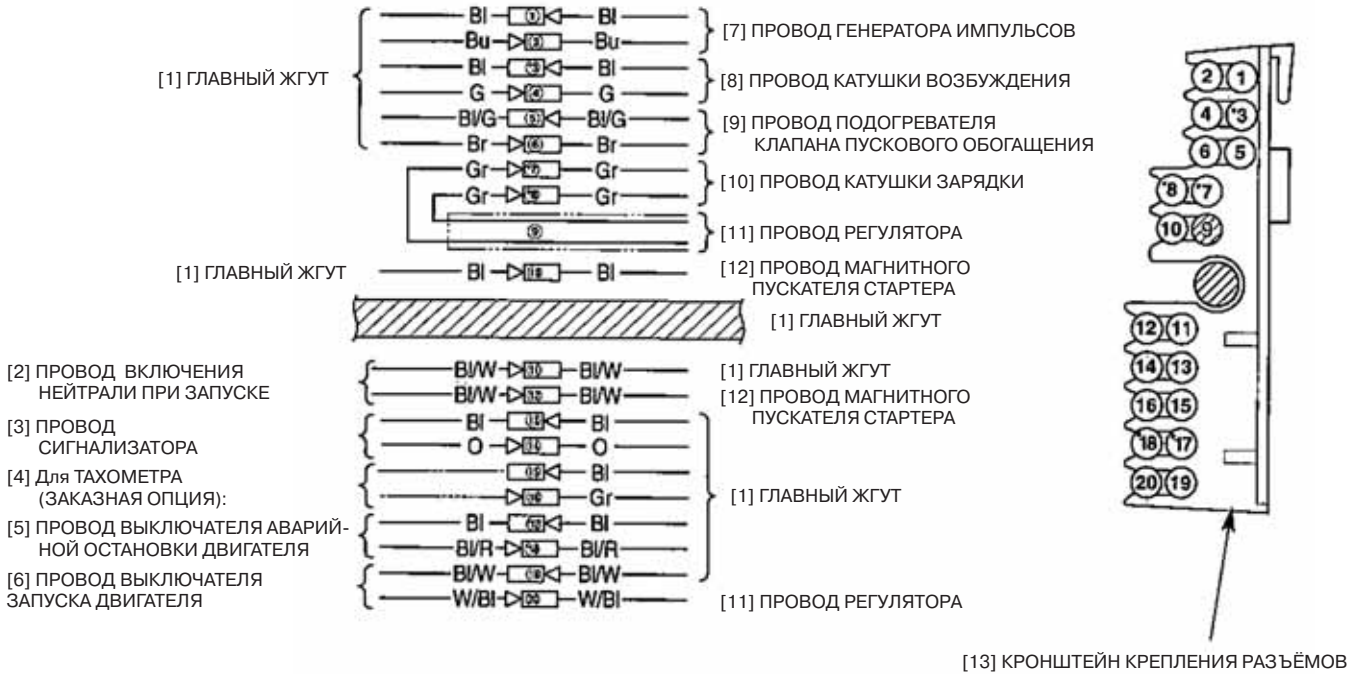 [1] ГЛАВНЫЙ ЖГУТ
Bl ① Bl
Bu Bu
[7] ПРОВОД ГЕНЕРАТОРА ИМПУЛЬСОВ
Bl Bl
G ④ G
[8] ПРОВОД КАТУШКИ ВОЗБУЖДЕНИЯ
Bl/G ⑤ Bl/G
Br ⑥ Br
[9] ПРОВОД ПОДОГРЕВАТЕЛЯ
КЛАПАНА ПУСКОВОГО ОБОГАЩЕНИЯ
Gr Gr
Gr Gr
[10] ПРОВОД КАТУШКИ ЗАРЯДКИ
⑨
[11] ПРОВОД РЕГУЛЯТОРА
[1] ГЛАВНЫЙ ЖГУТ
Bl Bl
[12] ПРОВОД МАГНИТНОГО
ПУСКАТЕЛЯ СТАРТЕРА
[1] ГЛАВНЫЙ ЖГУТ
[2] ПРОВОД ВКЛЮЧЕНИЯ
НЕЙТРАЛИ ПРИ ЗАПУСКЕ
Bl/W Bl/W
[1] ГЛАВНЫЙ ЖГУТ
Bl/W Bl/W
[12] ПРОВОД МАГНИТНОГО
ПУСКАТЕЛЯ СТАРТЕРА
[3] ПРОВОД
СИГНАЛИЗАТОРА
Bl Bl
O O
[4] Для ТАХОМЕТРА
(ЗАКАЗНАЯ ОПЦИЯ):
Bl
Gr
[1] ГЛАВНЫЙ ЖГУТ
[5] ПРОВОД ВЫКЛЮЧАТЕЛЯ АВАРИЙ-
НОЙ ОСТАНОВКИ ДВИГАТЕЛЯ
Bl Bl
Bl/R Bl/R
[6] ПРОВОД ВЫКЛЮЧАТЕЛЯ
ЗАПУСКА ДВИГАТЕЛЯ
Bl/W Bl/W
W/Bl W/Bl
[11] ПРОВОД РЕГУЛЯТОРА
2 1
4 *3
6 5
*8 *7
10 9
12 11
14 13
16 15
*18 *17
20 19
[13] КРОНШТЕЙН КРЕПЛЕНИЯ РАЗЪЁМОВ